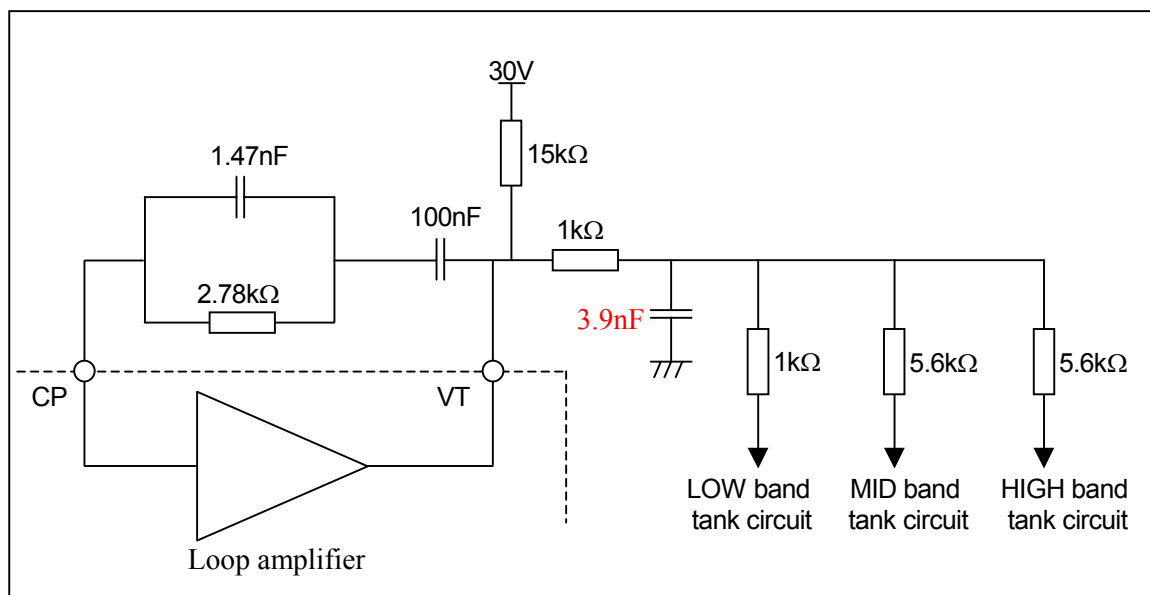 30V
15kΩ
1.47nF
100nF
1kΩ
2.78kΩ
3.9nF
1kΩ
5.6kΩ
5.6kΩ
CP
VT
LOW band
tank circuit
MID band
tank circuit
HIGH band
tank circuit
Loop amplifier